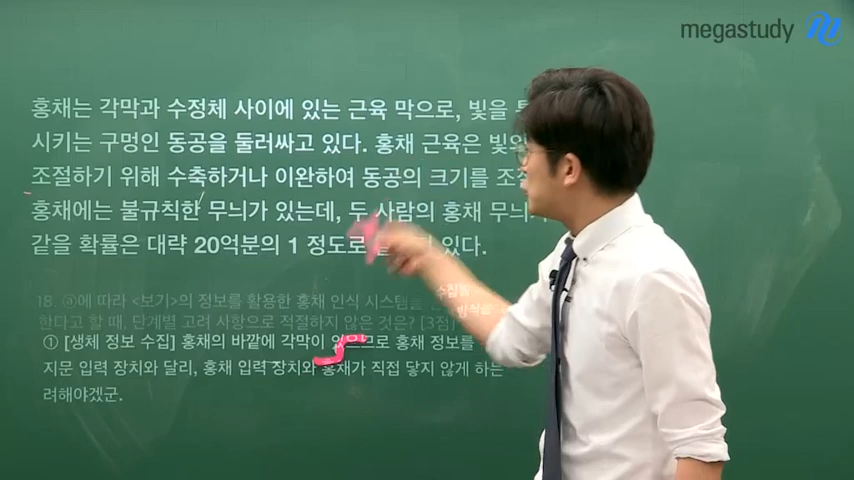 megastudy
홍채는 각막과 수정체 사이에 있는 근육 막으로, 빛을
시키는 구멍인 동공을 둘러싸고 있다. 홍채 근육은
조절하기 위해 수축하거나 이완하여 동공의 크기를
홍채에는 불규칙한 무늬가 있는데, 두 사람의 홍채
같을 확률은 대략 20억분의 1 정도로 있다.
18. ⓐ에 따라 <보기>의 정보를 활용한 홍채 인식 시스템을
한다고 할 때, 단계별 고려 사항으로 적절하지 않은 것은? [3점]
① [생체 정보 수집] 홍채의 바깥에 각막이 있으므로 홍채 정보를
지문 입력 장치와 달리, 홍채 입력 장치와 홍채가 직접 닿지 않게 하는
려해야겠군.